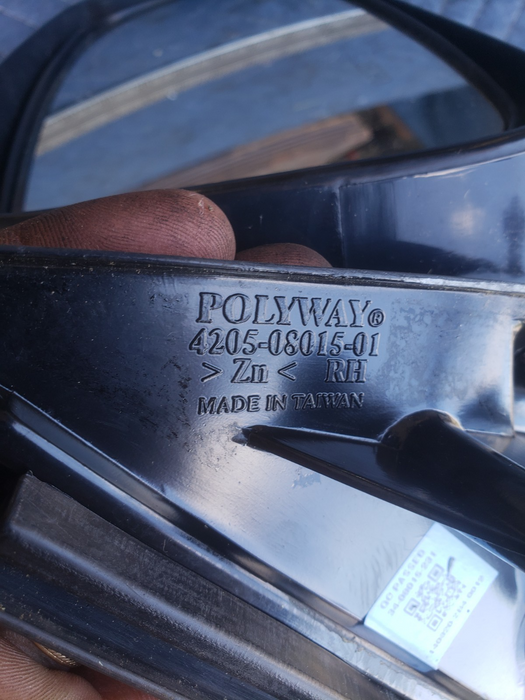 POLYWAY®
4205-08015-01
> Zn < RH
MADE IN TAIWAN
QC PASSED